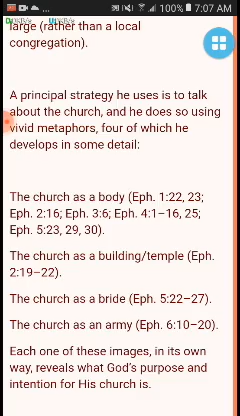 100% 7:07 AM
large (rather than a local
congregation).
A principal strategy he uses is to talk
about the church, and he does so using
vivid metaphors, four of which he
develops in some detail:
The church as a body (Eph. 1:22, 23;
Eph. 2:16; Eph. 3:6; Eph. 4:1–16, 25;
Eph. 5:23, 29, 30).
The church as a building/temple (Eph.
2:19–22).
The church as a bride (Eph. 5:22–27).
The church as an army (Eph. 6:10–20).
Each one of these images, in its own
way, reveals what God’s purpose and
intention for His church is.